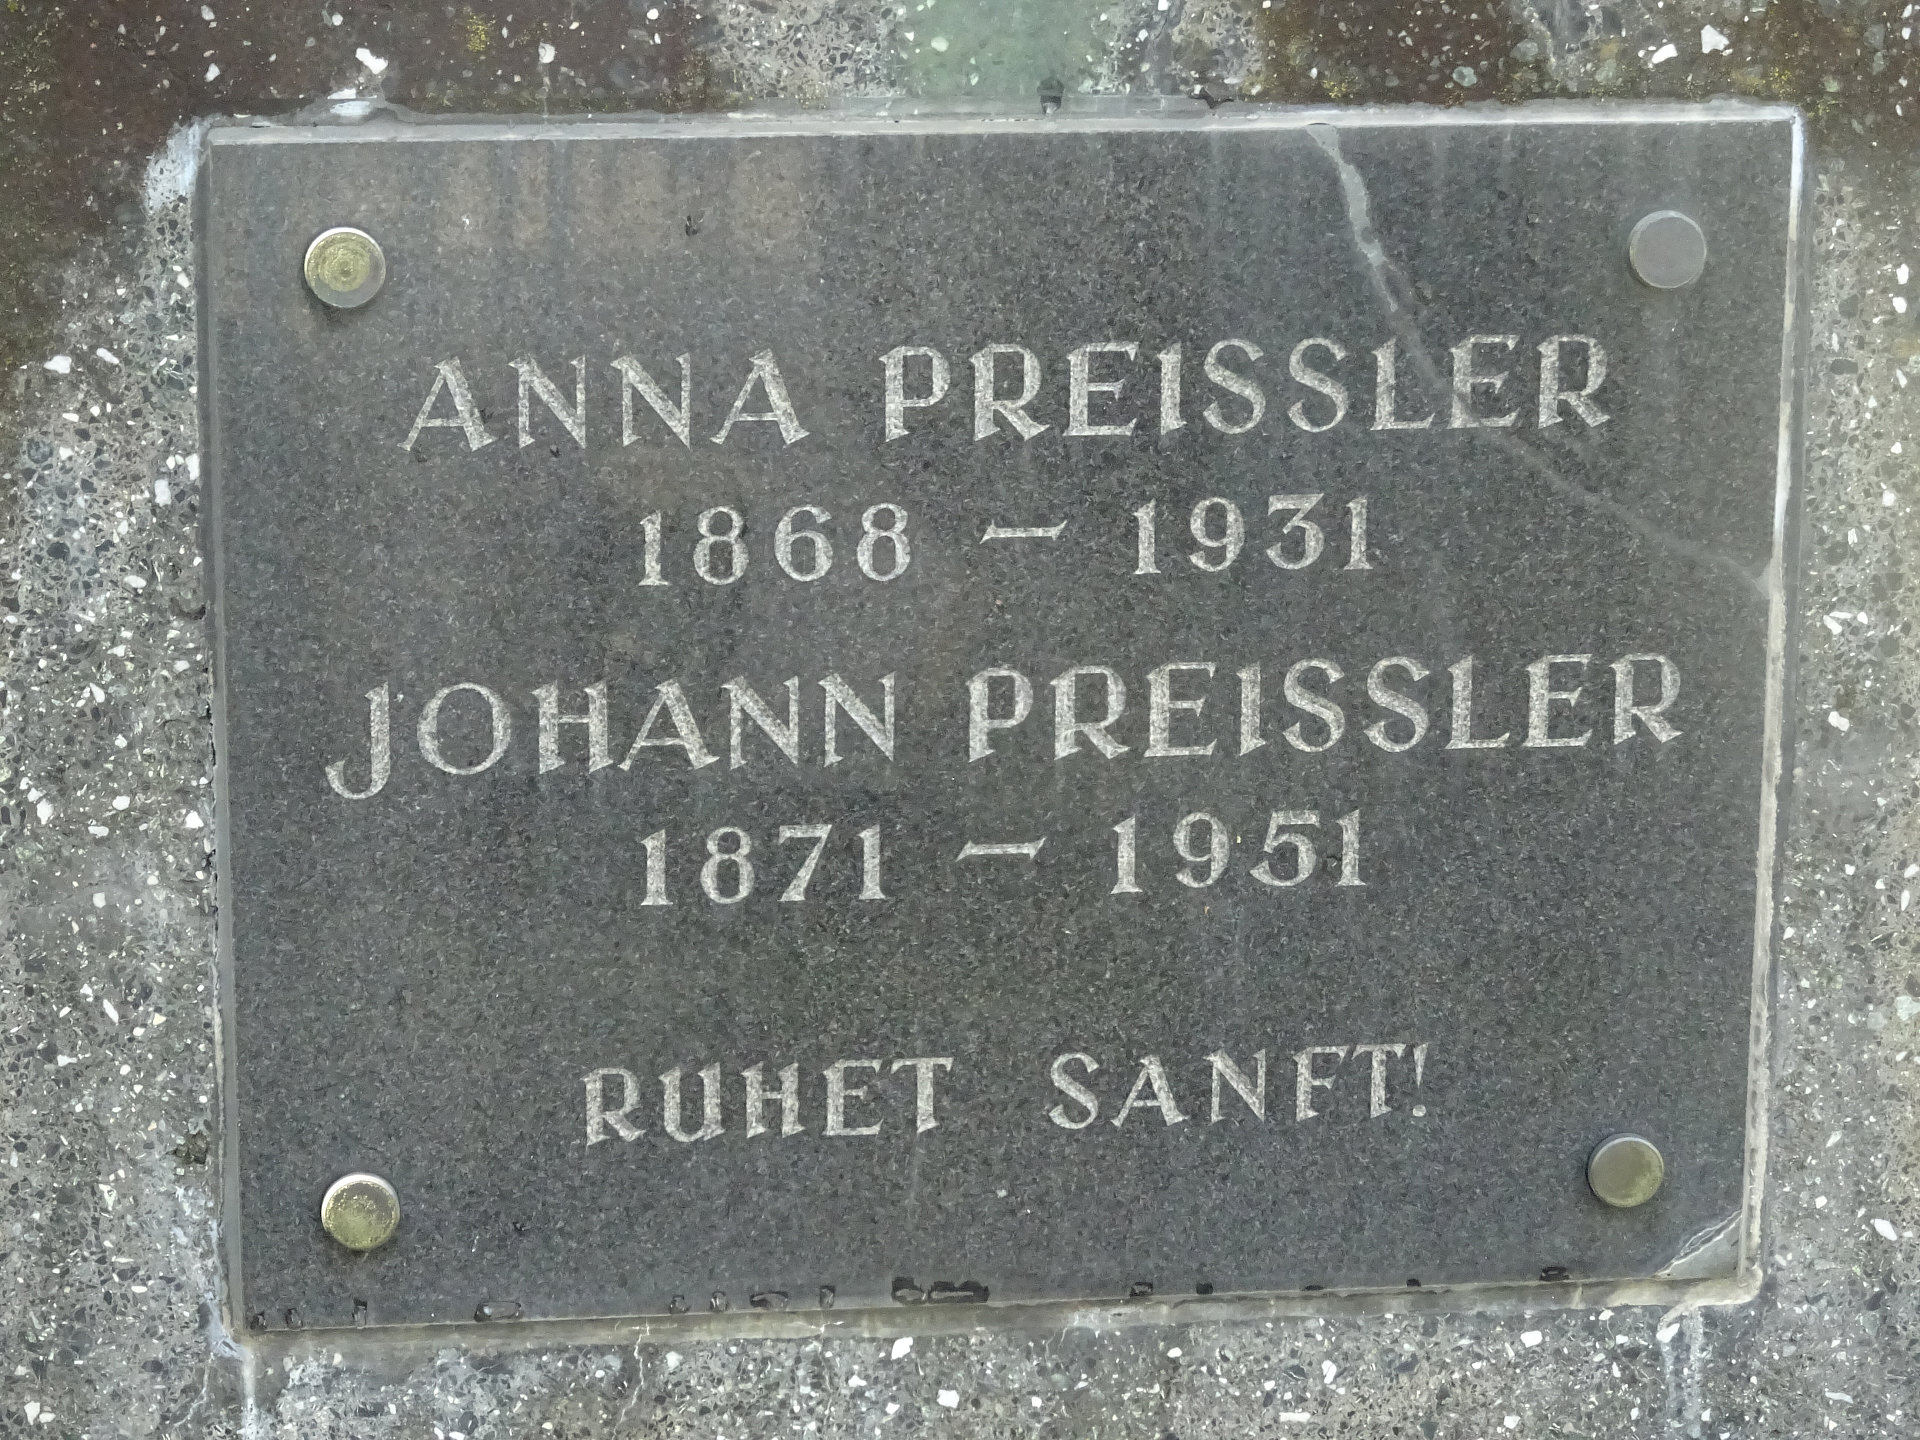 ANNA PREISSLER
1868 – 1931
JOHANN PREISSLER
1871 – 1951
RUHET SANFT!